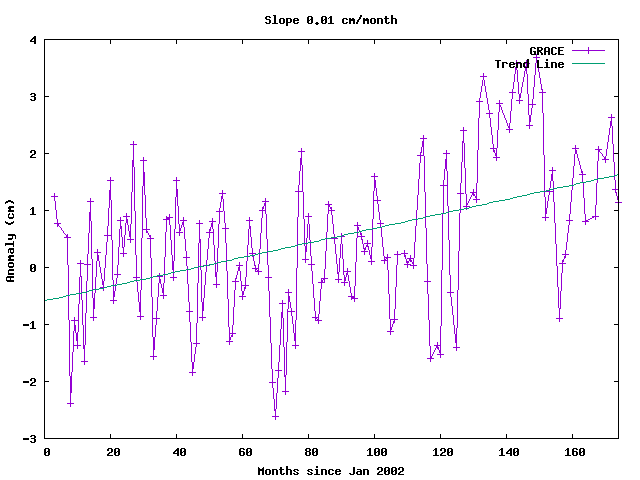 Slope 0.01 cm/month
GRACE
Trend Line
4
3
2
1
0
-1
-2
-3
Anomaly (cm)
0 20 40 60 80 100 120 140 160
Months since Jan 2002